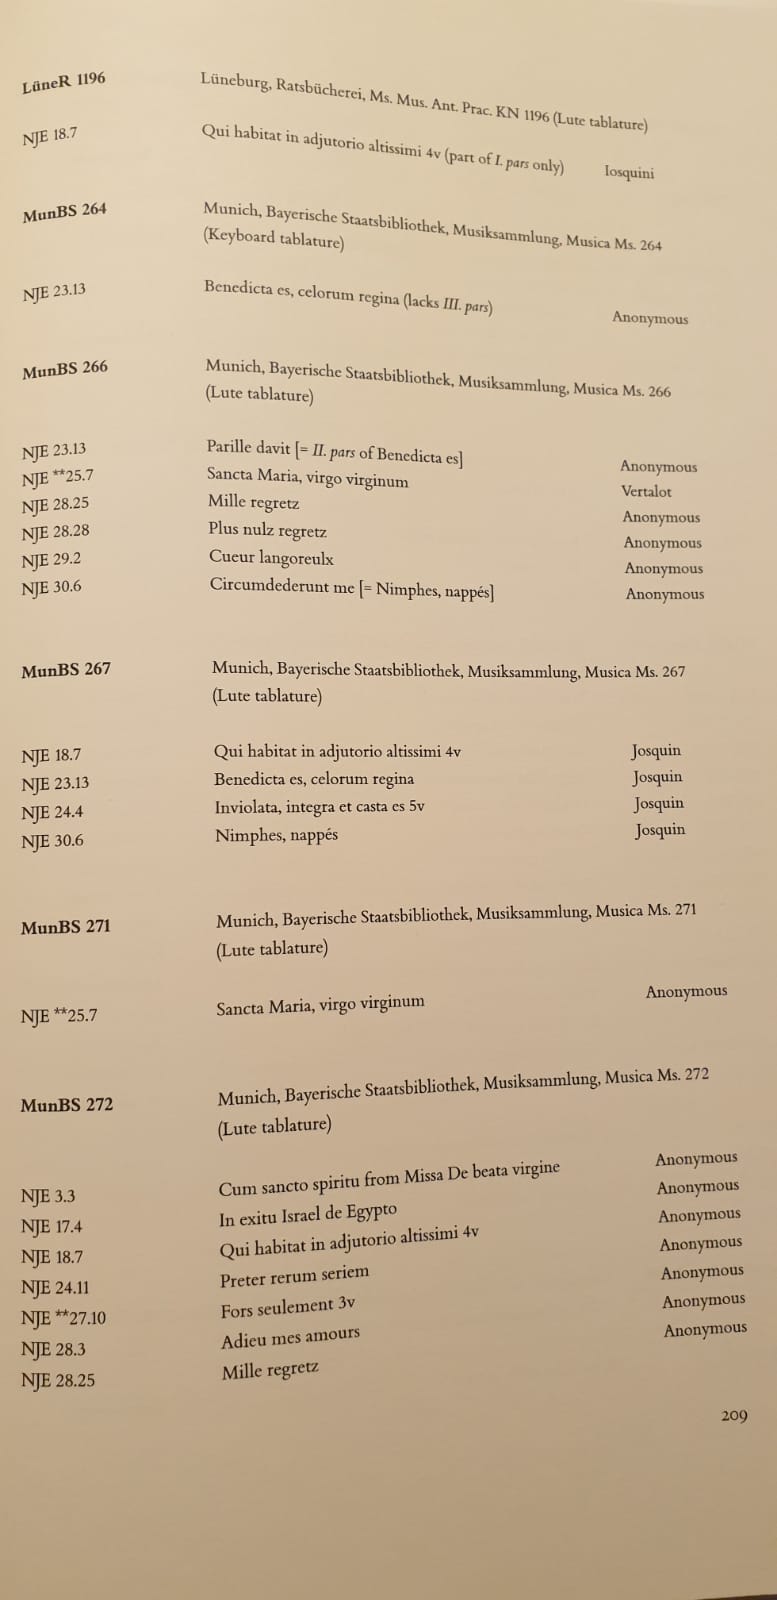 LüneR 1196 Lüneburg, Ratsbücherei, Ms. Mus. Ant. Prac. KN 1196 (Lute tablature)
NJE 18.7 Qui habitat in adjutorio altissimi 4v (part of I. pars only) Iosquini
MunBS 264 Munich, Bayerische Staatsbibliothek, Musiksammlung, Musica Ms. 264
(Keyboard tablature)
NJE 23.13 Benedicta es, celorum regina (lacks III. pars) Anonymous
MunBS 266 Munich, Bayerische Staatsbibliothek, Musiksammlung, Musica Ms. 266
(Lute tablature)
NJE 23.13 Parille davit [= II. pars of Benedicta es] Anonymous
NJE **25.7 Sancta Maria, virgo virginum Vertalot
NJE 28.25 Mille regretz Anonymous
NJE 28.28 Plus nulz regretz Anonymous
NJE 29.2 Cueur langoreulx Anonymous
NJE 30.6 Circumdederunt me [= Nimphes, nappés] Anonymous
MunBS 267 Munich, Bayerische Staatsbibliothek, Musiksammlung, Musica Ms. 267
(Lute tablature)
NJE 18.7 Qui habitat in adjutorio altissimi 4v Josquin
NJE 23.13 Benedicta es, celorum regina Josquin
NJE 24.4 Inviolata, integra et casta es 5v Josquin
NJE 30.6 Nimphes, nappés Josquin
MunBS 271 Munich, Bayerische Staatsbibliothek, Musiksammlung, Musica Ms. 271
(Lute tablature)
NJE **25.7 Sancta Maria, virgo virginum Anonymous
MunBS 272 Munich, Bayerische Staatsbibliothek, Musiksammlung, Musica Ms. 272
(Lute tablature)
NJE 3.3 Cum sancto spiritu from Missa De beata virgine Anonymous
NJE 17.4 In exitu Israel de Egypto Anonymous
NJE 18.7 Qui habitat in adjutorio altissimi 4v Anonymous
NJE 24.11 Preter rerum seriem Anonymous
NJE **27.10 Fors seulement 3v Anonymous
NJE 28.3 Adieu mes amours Anonymous
NJE 28.25 Mille regretz Anonymous
209